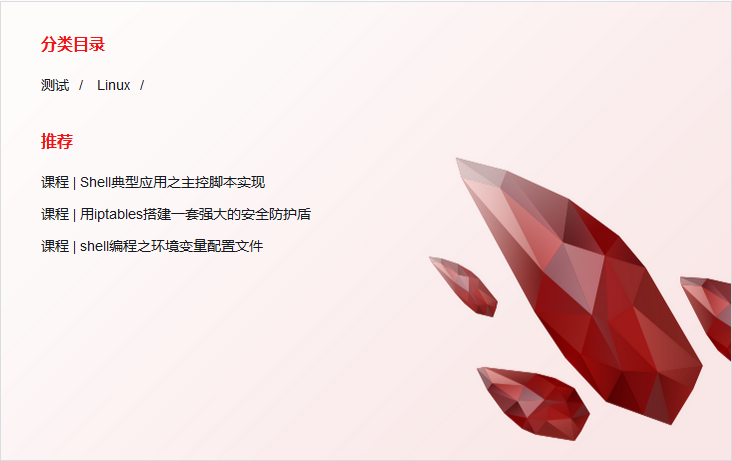 分类目录
测试 / Linux /
推荐
课程 | Shell典型应用之主控脚本实现
课程 | 用iptables搭建一套强大的安全防护盾
课程 | shell编程之环境变量配置文件